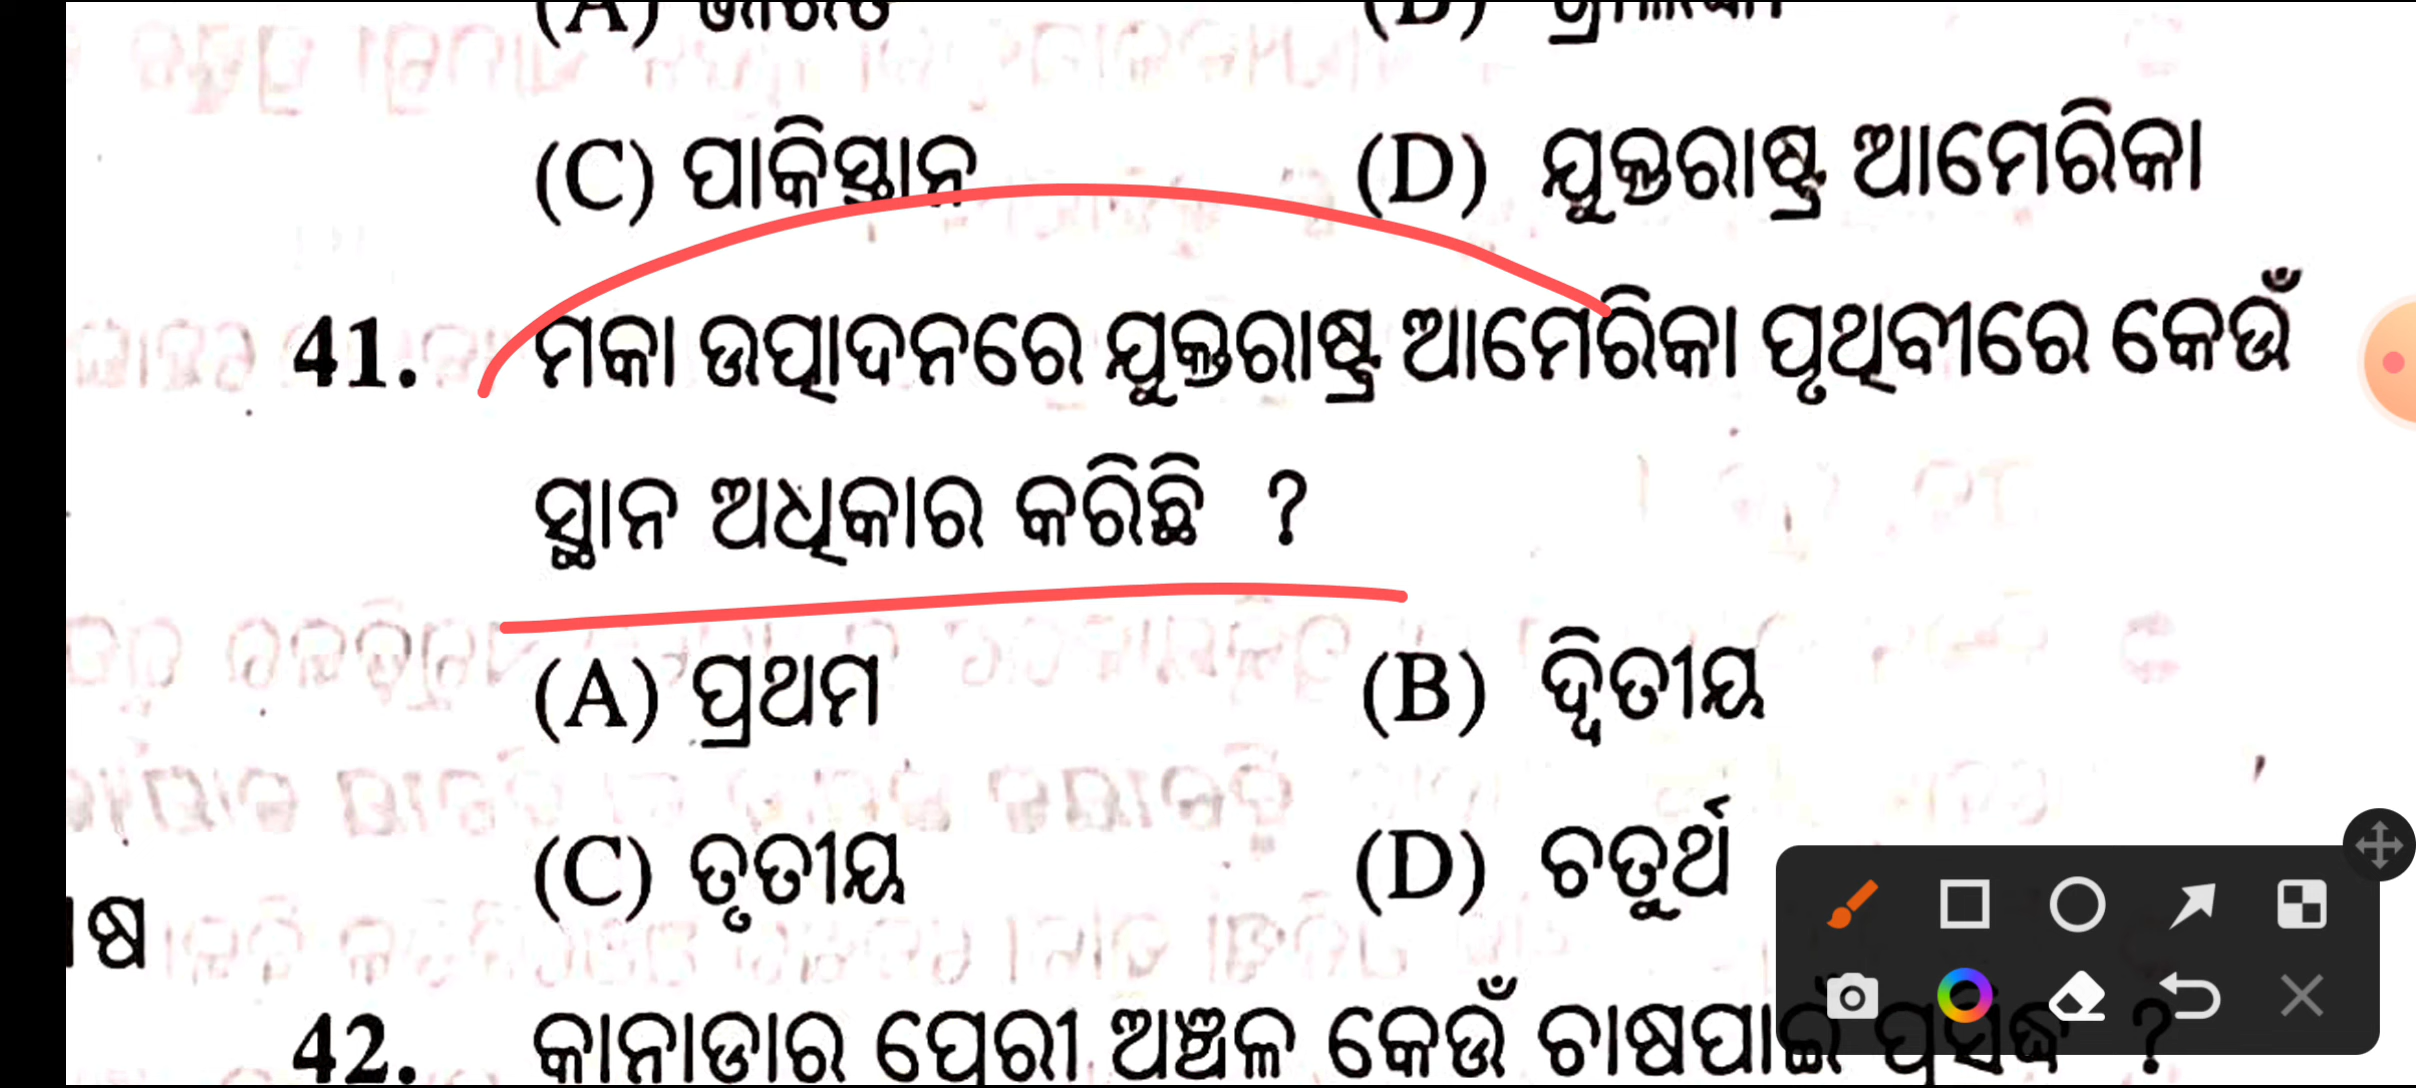 (C) ପାକିସ୍ତାନ (D) ଯୁକ୍ତରାଷ୍ଟ୍ର ଆମେରିକା
41. ମକା ଉତ୍ପାଦନରେ ଯୁକ୍ତରାଷ୍ଟ୍ର ଆମେରିକା ପୃଥିବୀରେ କେଉଁ
ସ୍ଥାନ ଅଧିକାର କରିଛି ?
(A) ପ୍ରଥମ (B) ଦ୍ୱିତୀୟ
(C) ତୃତୀୟ (D) ଚତୁର୍ଥ
42. କାନାଡାର ପ୍ରେରୀ ଅଞ୍ଚଳ କେଉଁ ଚାଷପାଇଁ ପ୍ରସିଦ୍ଧ ?